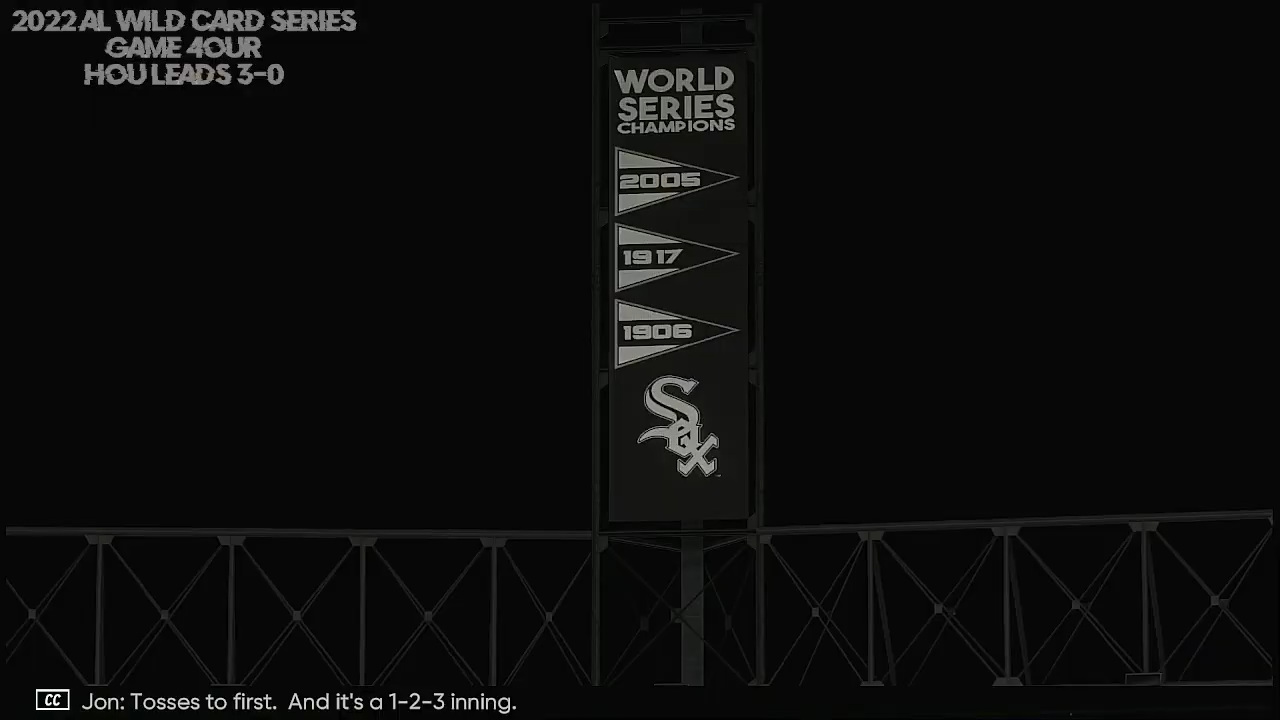 2022 AL WILD CARD SERIES
GAME 4OUR
HOU LEADS 3-0
WORLD
SERIES
CHAMPIONS
2005
1917
1906
Sox
CC Jon: Tosses to first. And it's a 1-2-3 inning.